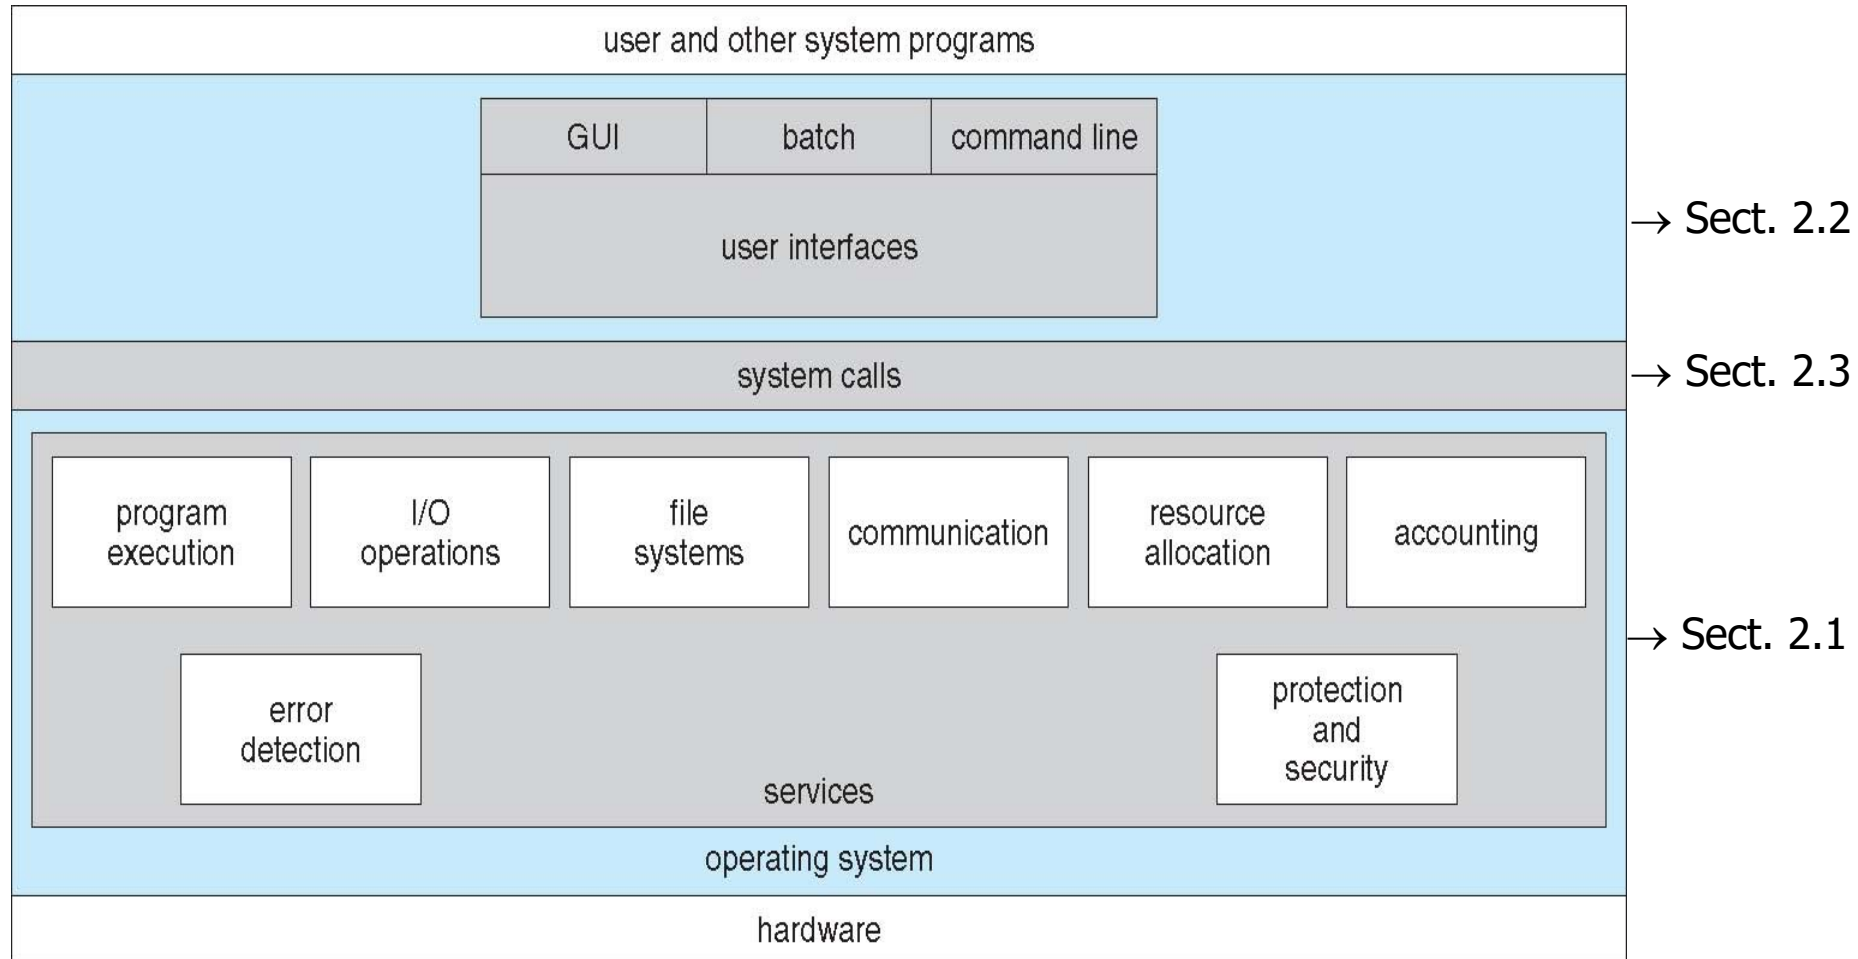 user and other system programs
GUI
batch
command line
user interfaces
→ Sect. 2.2
system calls
→ Sect. 2.3
program
execution
I/O
operations
file
systems
communication
resource
allocation
accounting
→ Sect. 2.1
error
detection
protection
and
security
services
operating system
hardware